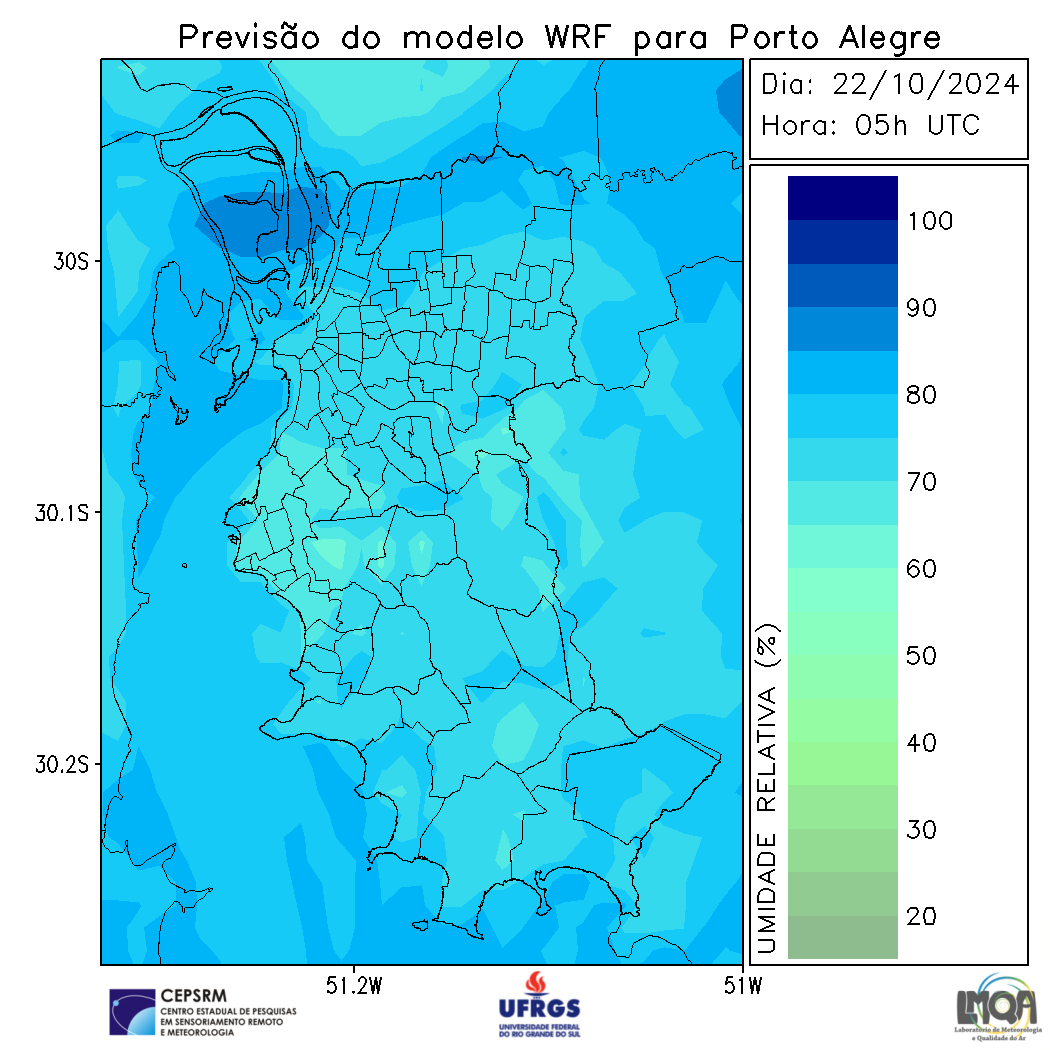 Previsão do modelo WRF para Porto Alegre
Dia: 22/10/2024
Hora: 05h UTC
30S
30.1S
30.2S
51.2W
51W
100
90
80
70
60
50
40
30
20
UMIDADE RELATIVA (%)
CEPSRM
CENTRO ESTADUAL DE PESQUISAS
EM SENSORIAMENTO REMOTO
E METEOROLOGIA
UFRGS
UNIVERSIDADE FEDERAL
DO RIO GRANDE DO SUL
LMQA
Laboratório de Meteorologia
e Qualidade do Ar